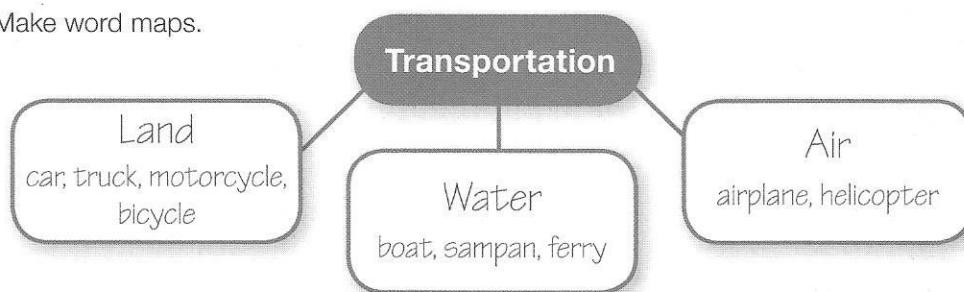 Make word maps.
Transportation
Land
car, truck, motorcycle,
bicycle
Water
boat, sampan, ferry
Air
airplane, helicopter